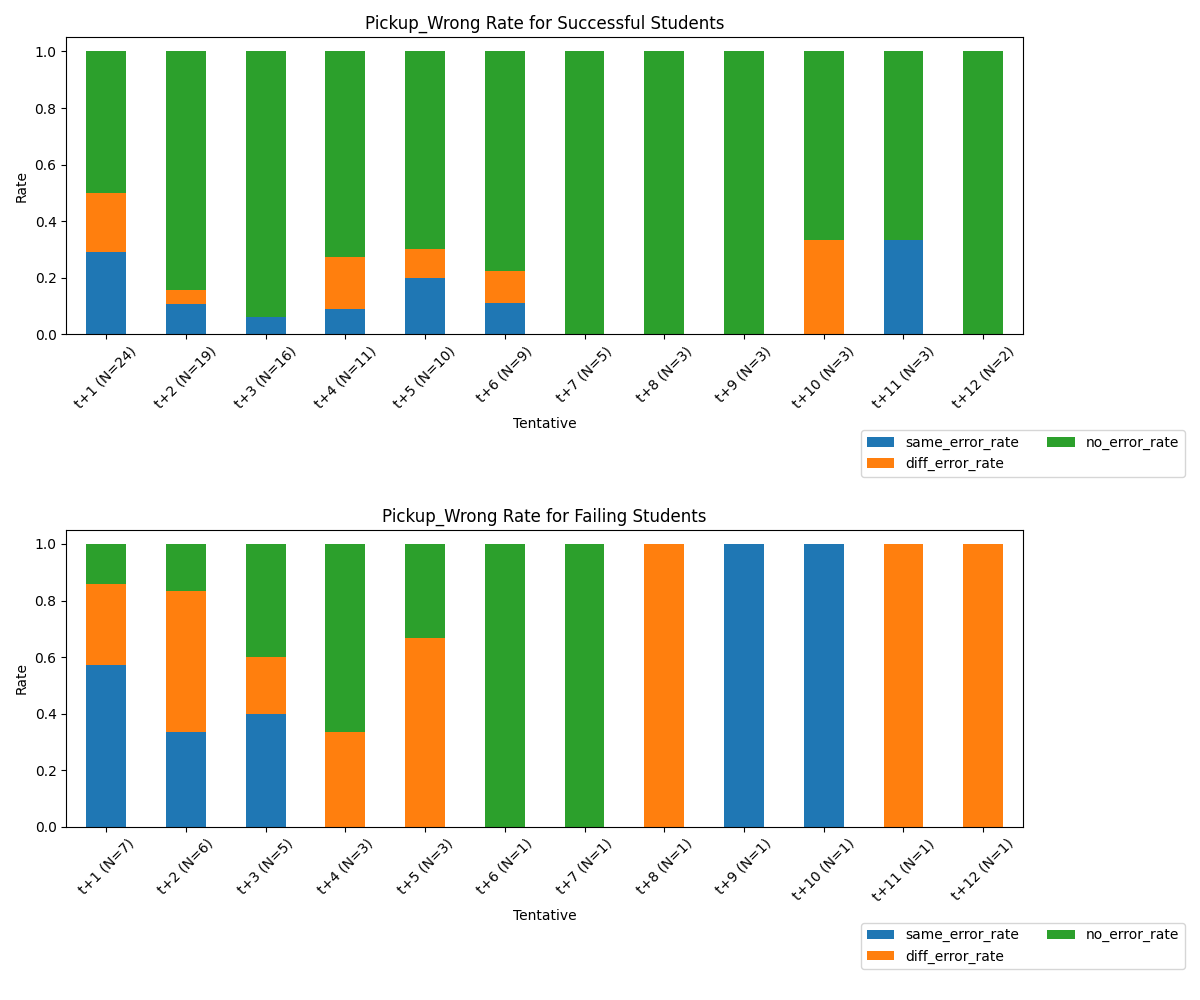 Pickup_Wrong Rate for Successful Students
1.0
0.8
0.6
0.4
0.2
0.0
Rate
t+1 (N=24)
t+2 (N=19)
t+3 (N=16)
t+4 (N=11)
t+5 (N=10)
t+6 (N=9)
t+7 (N=5)
t+8 (N=3)
t+9 (N=3)
t+10 (N=3)
t+11 (N=3)
t+12 (N=2)
Tentative
same_error_rate
diff_error_rate
no_error_rate
Pickup_Wrong Rate for Failing Students
1.0
0.8
0.6
0.4
0.2
0.0
Rate
t+1 (N=7)
t+2 (N=6)
t+3 (N=5)
t+4 (N=3)
t+5 (N=3)
t+6 (N=1)
t+7 (N=1)
t+8 (N=1)
t+9 (N=1)
t+10 (N=1)
t+11 (N=1)
t+12 (N=1)
Tentative
same_error_rate
diff_error_rate
no_error_rate